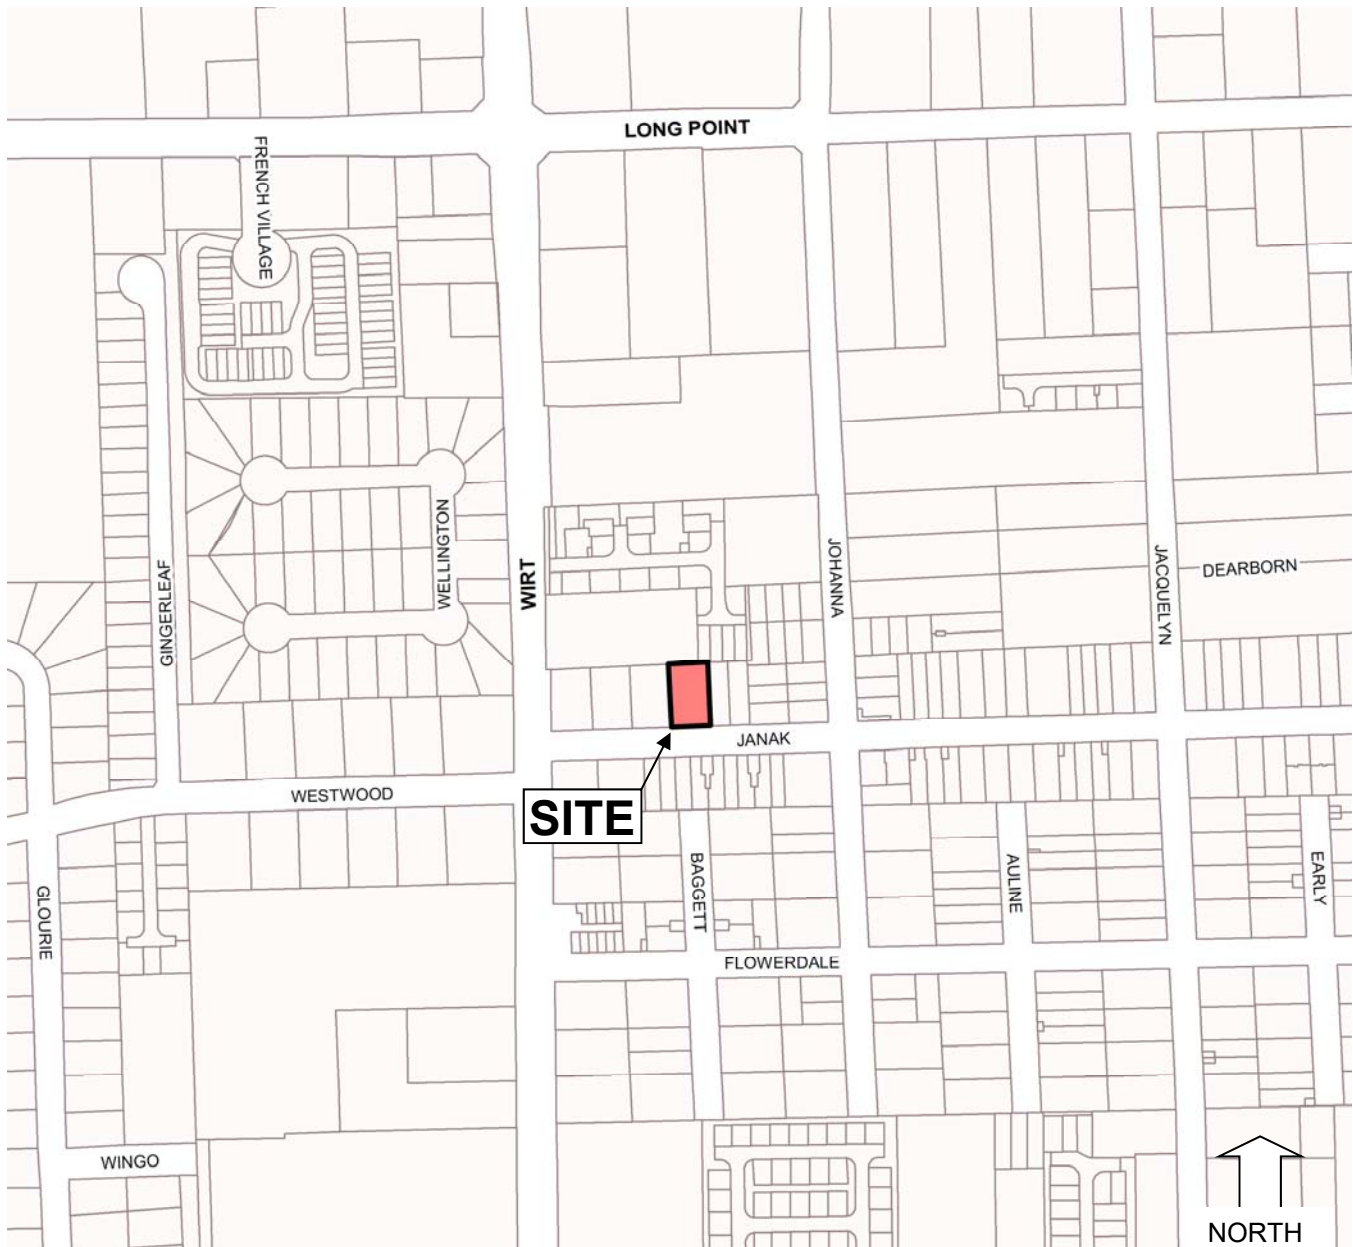 LONG POINT
FRENCH VILLAGE
WELLINGTON
WIRT
JOHANNA
JACQUELYN
DEARBORN
GINGERLEAF
JANAK
WESTWOOD
SITE
BAGGETT
AULINE
EARLY
GLOURIE
FLOWERDALE
WINGO
NORTH